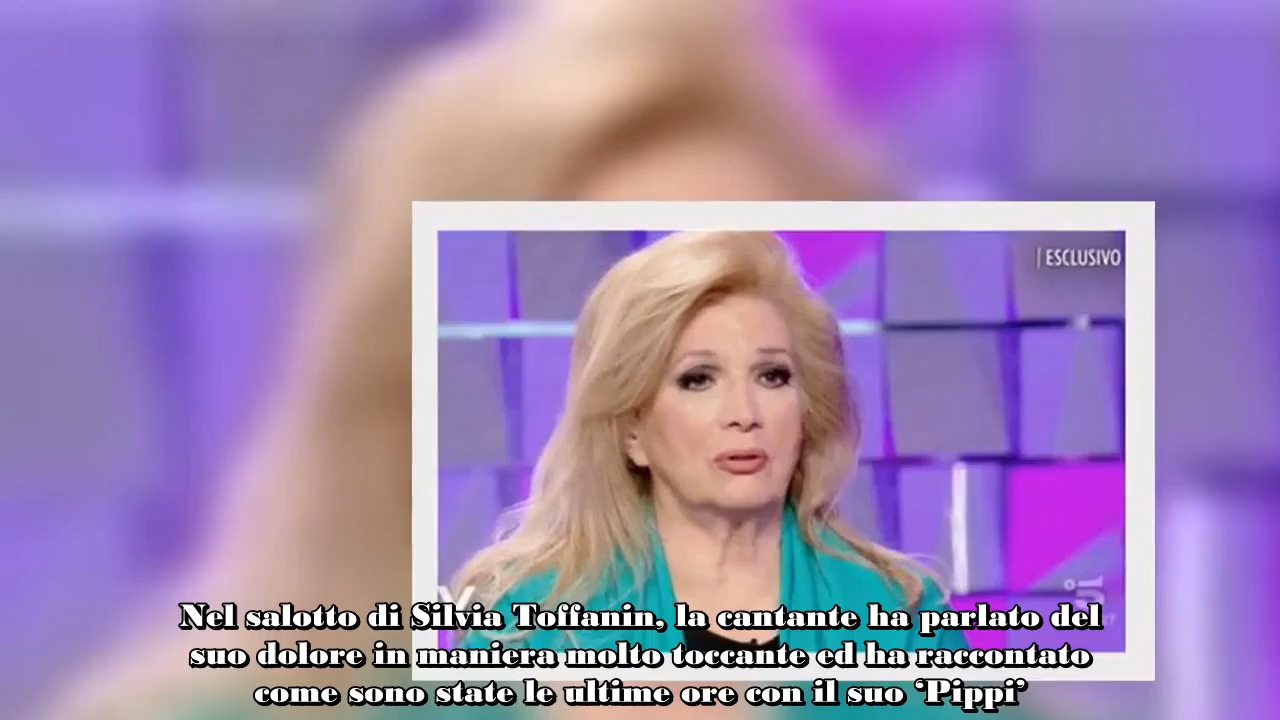 | ESCLUSIVO
Nel salotto di Silvia Toffanin, la cantante ha parlato del
suo dolore in maniera molto toccante ed ha raccontato
come sono state le ultime ore con il suo ‘Pippi’